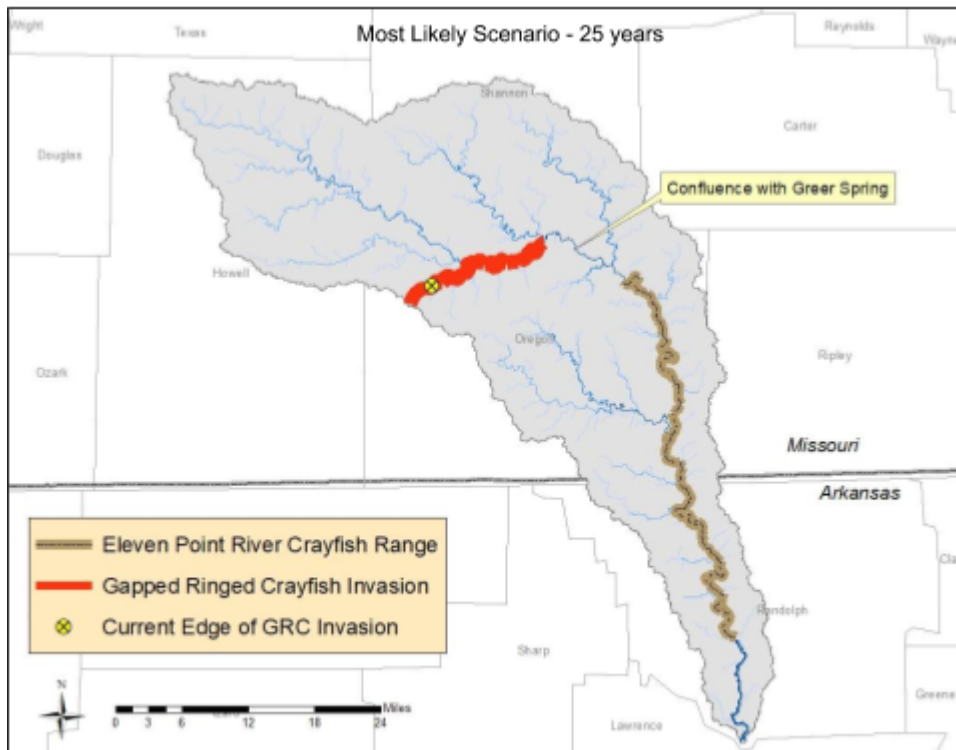 Most Likely Scenario - 25 years
Wright
Texas
Reynolds
Wayne
Shannon
Carter
Douglas
Confluence with Greer Spring
Howell
Oregon
Ozark
Ripley
Missouri
Arkansas
Eleven Point River Crayfish Range
Gapped Ringed Crayfish Invasion
Current Edge of GRC Invasion
Cla
Randolph
Sharp
Greene
Lawrence
N
Miles
0 3 6 12 18 24